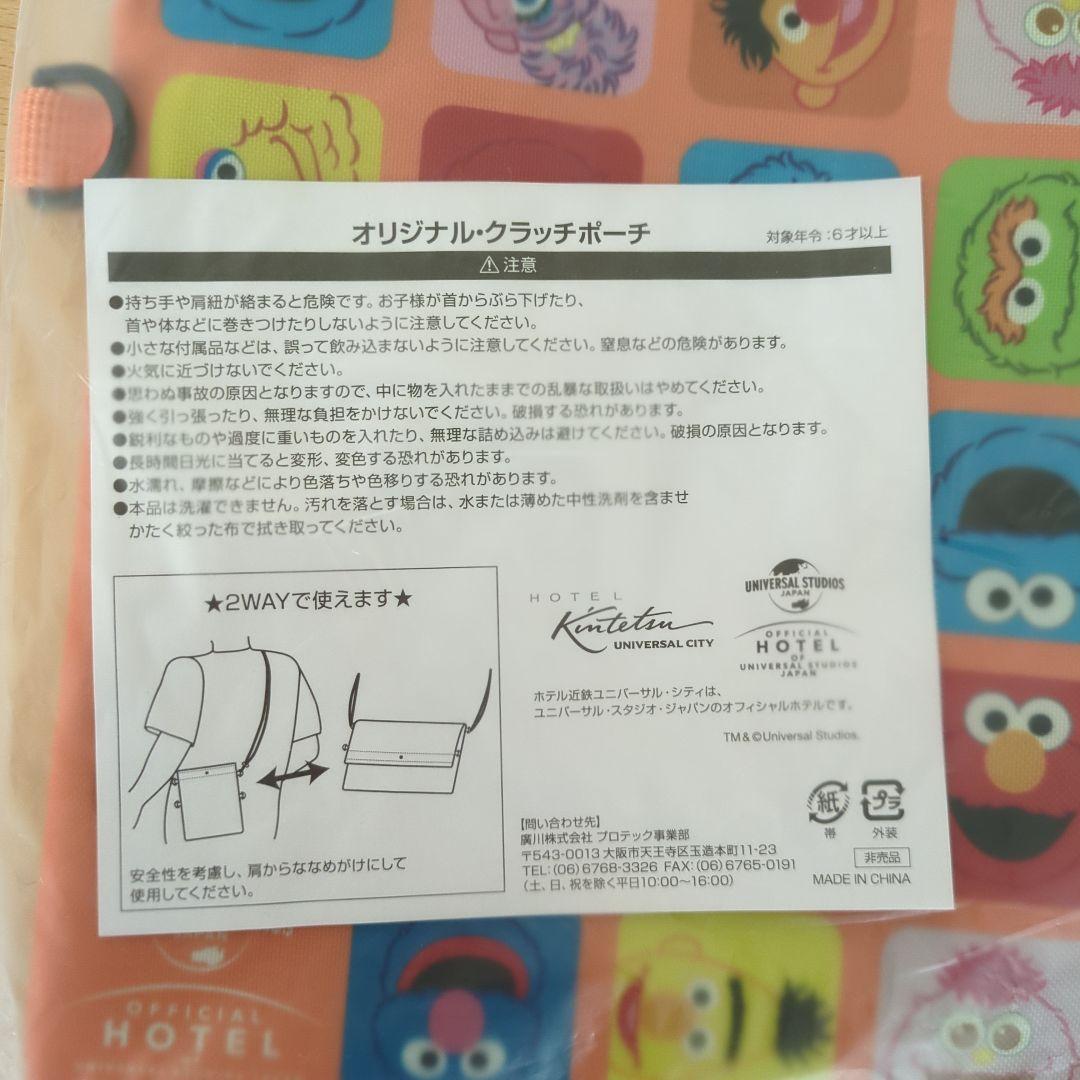 オリジナル・クラッチポーチ
対象年令:6才以上
⚠注意
●持ち手や肩紐が絡まると危険です。お子様が首からぶら下げたり、
首や体などに巻きつけたりしないように注意してください。
●小さな付属品などは、誤って飲み込まないように注意してください。窒息などの危険があります。
●火気に近づけないでください。
●思わぬ事故の原因となりますので、中に物を入れたままでの乱暴な取扱いはやめてください。
●強く引っ張ったり、無理な負担をかけないでください。破損する恐れがあります。
●鋭利なものや過度に重いものを入れたり、無理な詰め込みは避けてください。破損の原因となります。
●長時間日光に当てると変形、変色する恐れがあります。
●水濡れ、摩擦などにより色落ちや色移りする恐れがあります。
●本品は洗濯できません。汚れを落とす場合は、水または薄めた中性洗剤を含ませ
かたく絞った布で拭き取ってください。
★2WAYで使えます★
安全性を考慮し、肩からななめがけにして
使用してください。
HOTEL
Kintetsu
UNIVERSAL CITY
UNIVERSAL STUDIOS
JAPAN
OFFICIAL
HOTEL
OF
UNIVERSAL STUDIOS
JAPAN
ホテル近鉄ユニバーサル・シティは、
ユニバーサル・スタジオ・ジャパンのオフィシャルホテルです。
TM&©Universal Studios.
【問い合わせ先】
廣川株式会社 プロテック事業部
〒543-0013 大阪市天王寺区玉造本町11-23
TEL:(06)6768-3326 FAX:(06)6765-0191
(土、日、祝を除く平日10:00〜16:00)
紙
帯
プラ
外装
非売品
MADE IN CHINA
JAPAN
OFFICIAL
HOTEL
OF